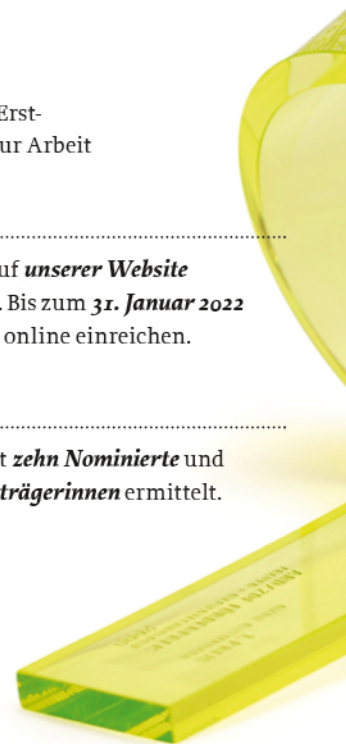 Erst-
ur Arbeit
uf unserer Website
. Bis zum 31. Januar 2022
online einreichen.
t zehn Nominierte und
trägerinnen ermittelt.